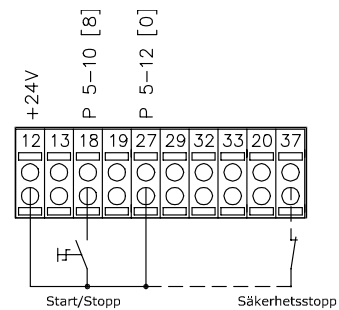 +24V
P 5-10 [8]
P 5-12 [0]
12 13 18 19 27 29 32 33 20 37
Start/Stopp Säkerhetsstopp